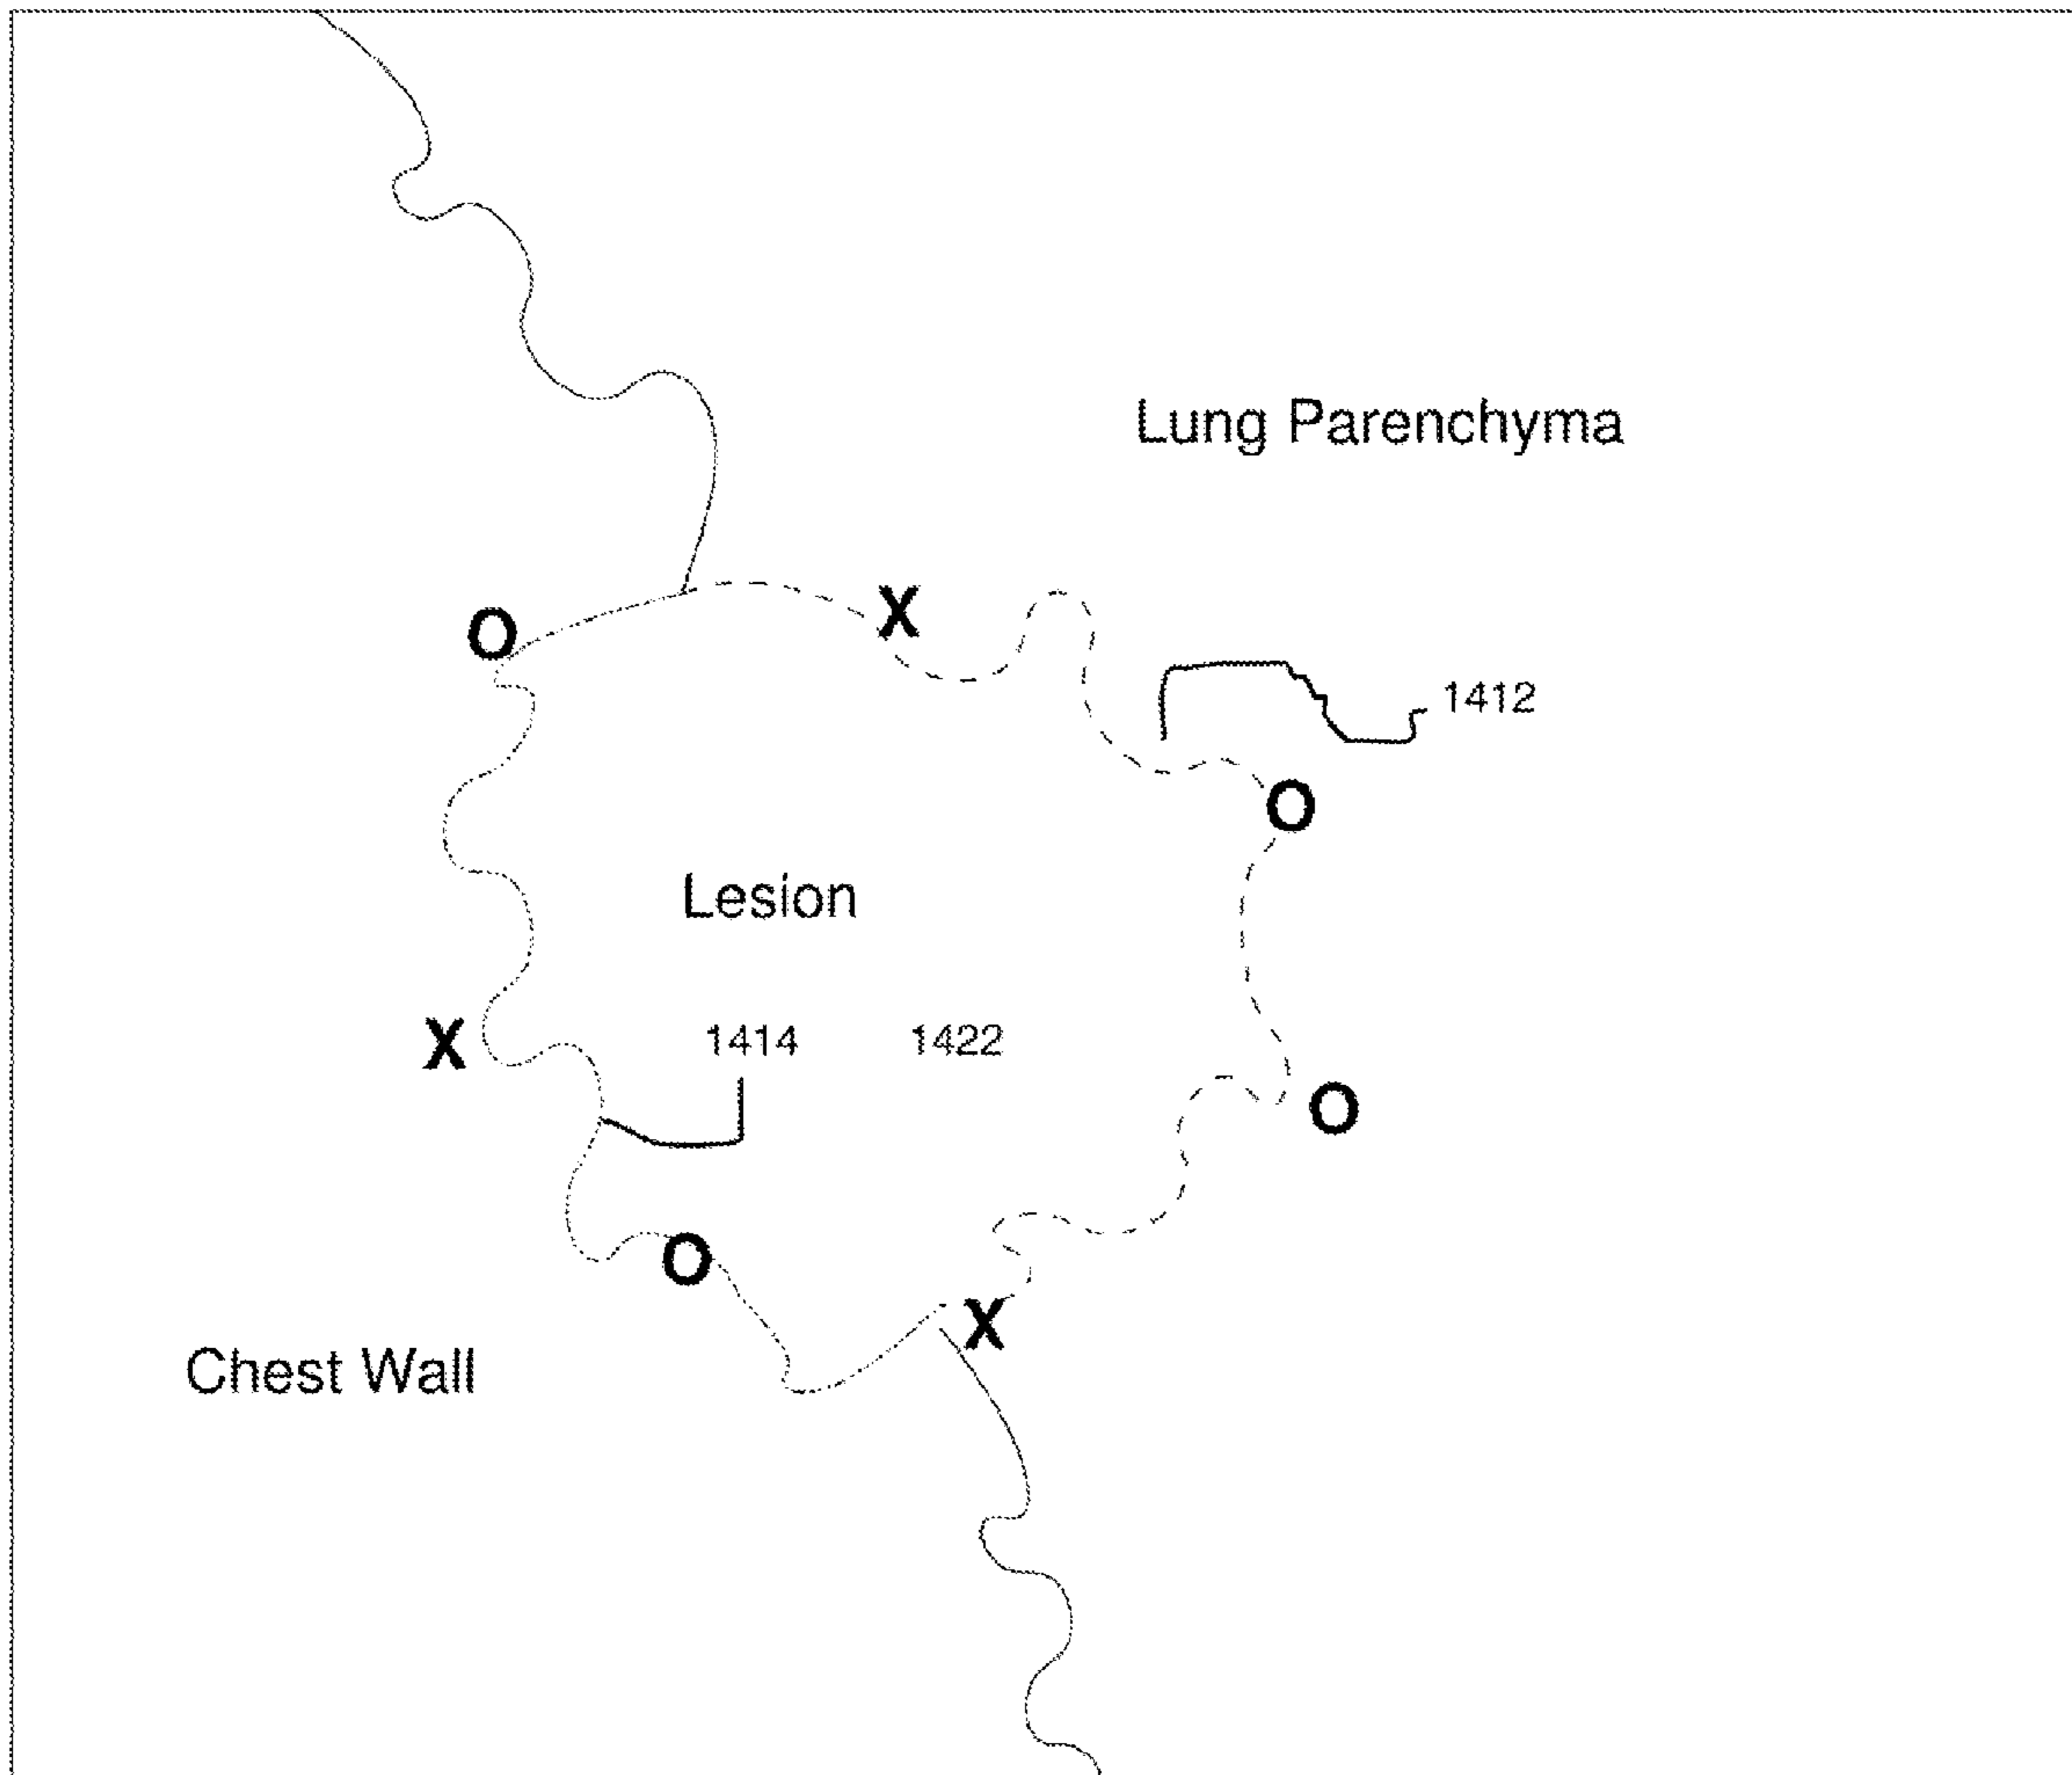 Lung Parenchyma
O
X
1412
O
Lesion
X
1414
1422
O
O
X
Chest Wall